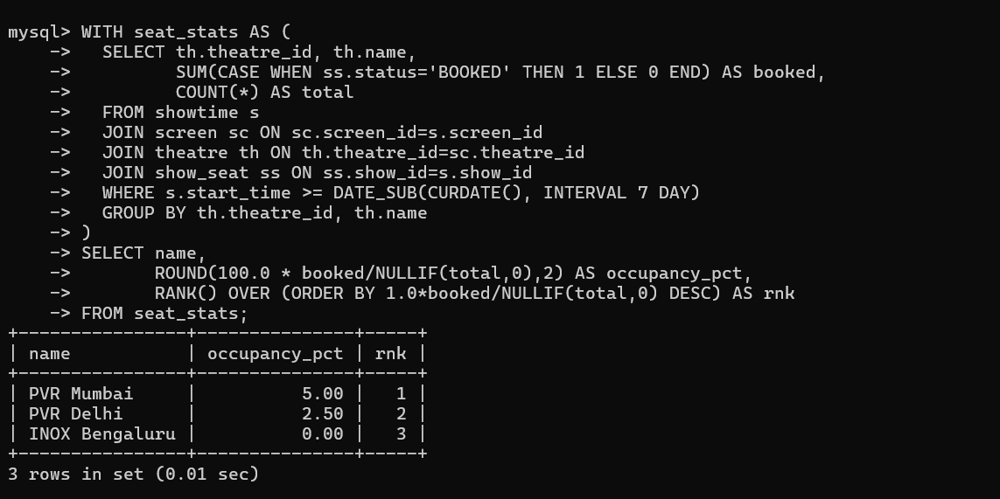 mysql> WITH seat_stats AS (
    ->   SELECT th.theatre_id, th.name,
    ->          SUM(CASE WHEN ss.status='BOOKED' THEN 1 ELSE 0 END) AS booked,
    ->          COUNT(*) AS total
    ->   FROM showtime s
    ->   JOIN screen sc ON sc.screen_id=s.screen_id
    ->   JOIN theatre th ON th.theatre_id=sc.theatre_id
    ->   JOIN show_seat ss ON ss.show_id=s.show_id
    ->   WHERE s.start_time >= DATE_SUB(CURDATE(), INTERVAL 7 DAY)
    ->   GROUP BY th.theatre_id, th.name
    -> )
    -> SELECT name,
    ->        ROUND(100.0 * booked/NULLIF(total,0),2) AS occupancy_pct,
    ->        RANK() OVER (ORDER BY 1.0*booked/NULLIF(total,0) DESC) AS rnk
    -> FROM seat_stats;
+----------------+---------------+-----+
| name           | occupancy_pct | rnk |
+----------------+---------------+-----+
| PVR Mumbai     |          5.00 |   1 |
| PVR Delhi      |          2.50 |   2 |
| INOX Bengaluru |          0.00 |   3 |
+----------------+---------------+-----+
3 rows in set (0.01 sec)